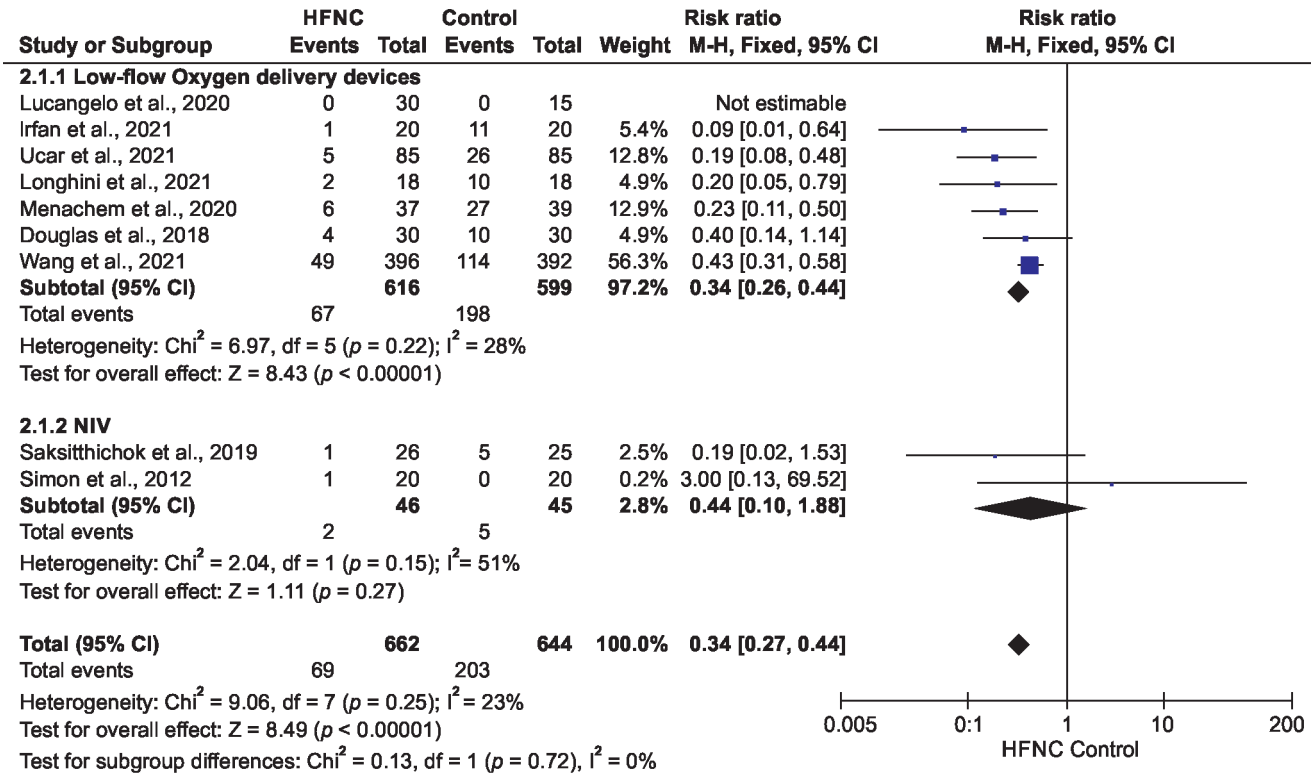 HFNC Control Risk ratio Risk ratio
Study or Subgroup Events Total Events Total Weight M-H, Fixed, 95% CI M-H, Fixed, 95% CI
2.1.1 Low-flow Oxygen delivery devices
Lucangelo et al., 2020 0 30 0 15 Not estimable
Irfan et al., 2021 1 20 11 20 5.4% 0.09 [0.01, 0.64]
Ucar et al., 2021 5 85 26 85 12.8% 0.19 [0.08, 0.48]
Longhini et al., 2021 2 18 10 18 4.9% 0.20 [0.05, 0.79]
Menachem et al., 2020 6 37 27 39 12.9% 0.23 [0.11, 0.50]
Douglas et al., 2018 4 30 10 30 4.9% 0.40 [0.14, 1.14]
Wang et al., 2021 49 396 114 392 56.3% 0.43 [0.31, 0.58]
Subtotal (95% CI) 616 599 97.2% 0.34 [0.26, 0.44]
Total events 67 198
Heterogeneity: Chi² = 6.97, df = 5 (p = 0.22); I² = 28%
Test for overall effect: Z = 8.43 (p < 0.00001)
2.1.2 NIV
Saksitthichok et al., 2019 1 26 5 25 2.5% 0.19 [0.02, 1.53]
Simon et al., 2012 1 20 0 20 0.2% 3.00 [0.13, 69.52]
Subtotal (95% CI) 46 45 2.8% 0.44 [0.10, 1.88]
Total events 2 5
Heterogeneity: Chi² = 2.04, df = 1 (p = 0.15); I²= 51%
Test for overall effect: Z = 1.11 (p = 0.27)
Total (95% CI) 662 644 100.0% 0.34 [0.27, 0.44]
Total events 69 203
Heterogeneity: Chi² = 9.06, df = 7 (p = 0.25); I² = 23%
Test for overall effect: Z = 8.49 (p < 0.00001)
Test for subgroup differences: Chi² = 0.13, df = 1 (p = 0.72), I² = 0%
0.005 0:1 1 10 200
HFNC Control